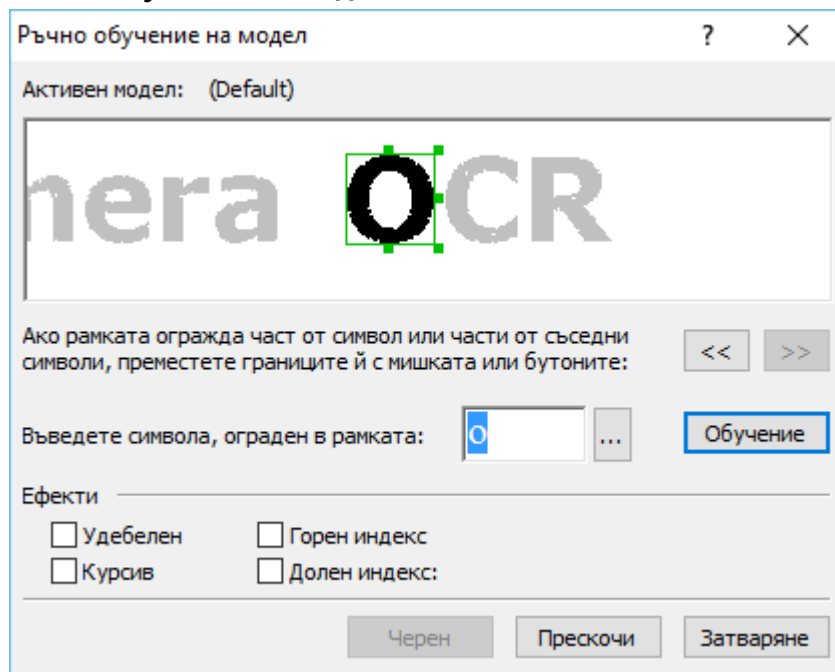 Ръчно обучение на модел ?
Активен модел: (Default)
nera OCR
Ако рамката огражда част от символ или части от съседни
символи, преместете границите й с мишката или бутоните:
<< >>
Въведете символа, ограден в рамката: o ... Обучение
Ефекти
Удебелен Горен индекс
Курсив Долен индекс:
Черен Прескочи Затваряне